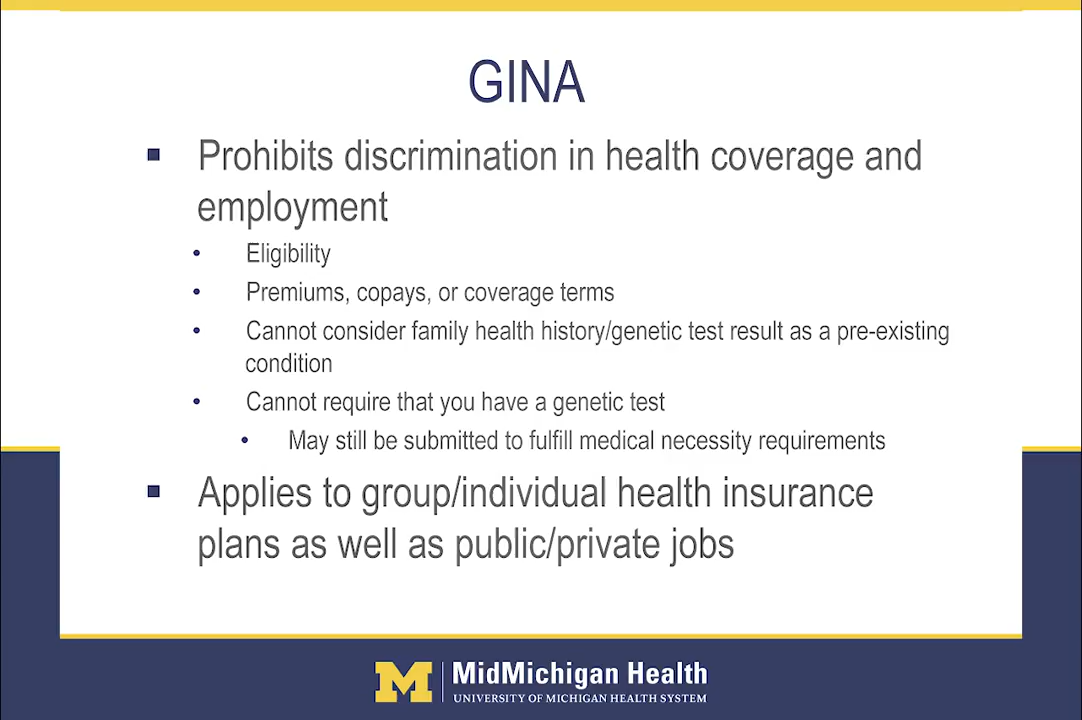 GINA
Prohibits discrimination in health coverage and
employment
Eligibility
Premiums, copays, or coverage terms
Cannot consider family health history/genetic test result as a pre-existing
condition
Cannot require that you have a genetic test
May still be submitted to fulfill medical necessity requirements
Applies to group/individual health insurance
plans as well as public/private jobs
M MidMichigan Health
UNIVERSITY OF MICHIGAN HEALTH SYSTEM